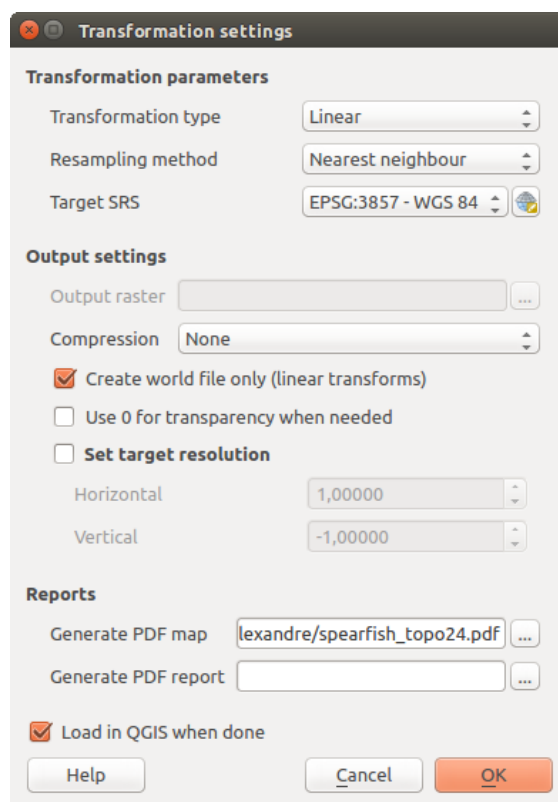 Transformation settings
Transformation parameters
Transformation type Linear
Resampling method Nearest neighbour
Target SRS EPSG:3857 - WGS 84
Output settings
Output raster ...
Compression None
Create world file only (linear transforms)
Use 0 for transparency when needed
Set target resolution
Horizontal 1,00000
Vertical -1,00000
Reports
Generate PDF map lexandre/spearfish_topo24.pdf ...
Generate PDF report ...
Load in QGIS when done
Help Cancel OK